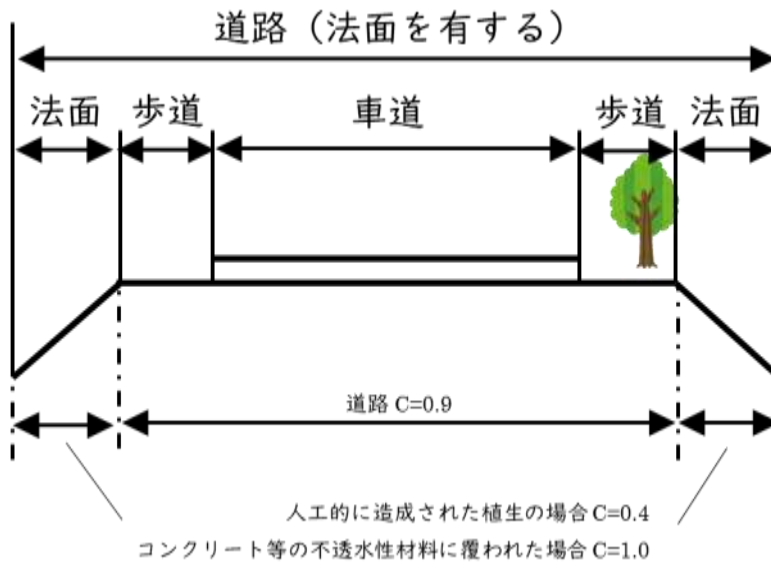 道路（法面を有する）
法面 歩道 車道 歩道 法面
道路 C=0.9
人工的に造成された植生の場合 C=0.4
コンクリート等の不透水性材料に覆われた場合 C=1.0